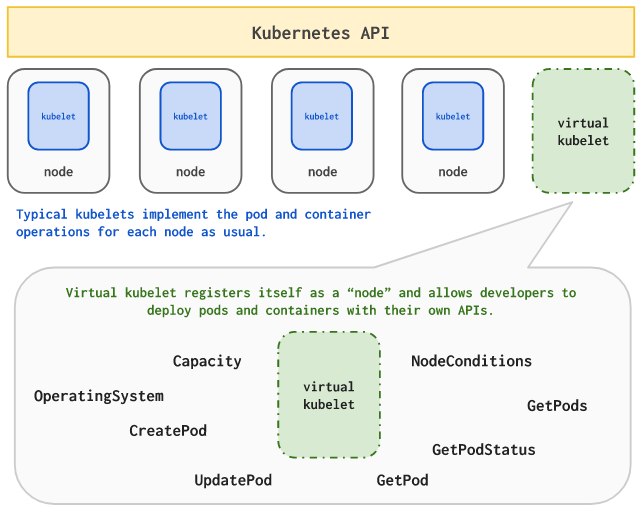 Kubernetes API
kubelet
kubelet
kubelet
kubelet
virtual
kubelet
node
node
node
node
Typical kubelets implement the pod and container
operations for each node as usual.
Virtual kubelet registers itself as a “node” and allows developers to
deploy pods and containers with their own APIs.
Capacity
NodeConditions
virtual
kubelet
OperatingSystem
GetPods
CreatePod
GetPodStatus
UpdatePod
GetPod